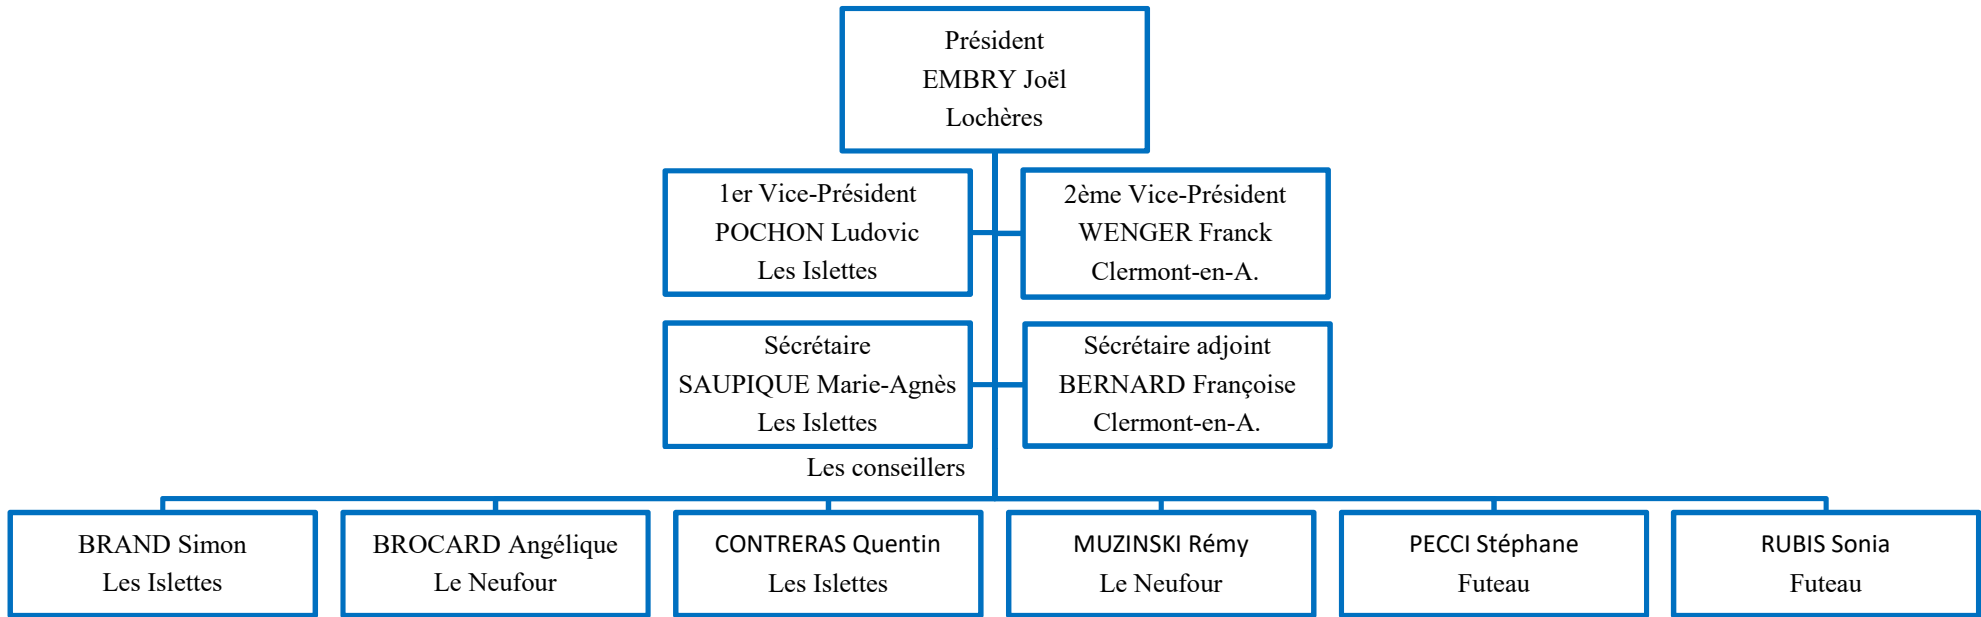 Président
EMBRY Joël
Lochères
1er Vice-Président
POCHON Ludovic
Les Islettes
2ème Vice-Président
WENGER Franck
Clermont-en-A.
Sécrétaire
SAUPIQUE Marie-Agnès
Les Islettes
Sécrétaire adjoint
BERNARD Françoise
Clermont-en-A.
Les conseillers
BRAND Simon
Les Islettes
BROCARD Angélique
Le Neufour
CONTRERAS Quentin
Les Islettes
MUZINSKI Rémy
Le Neufour
PECCI Stéphane
Futeau
RUBIS Sonia
Futeau